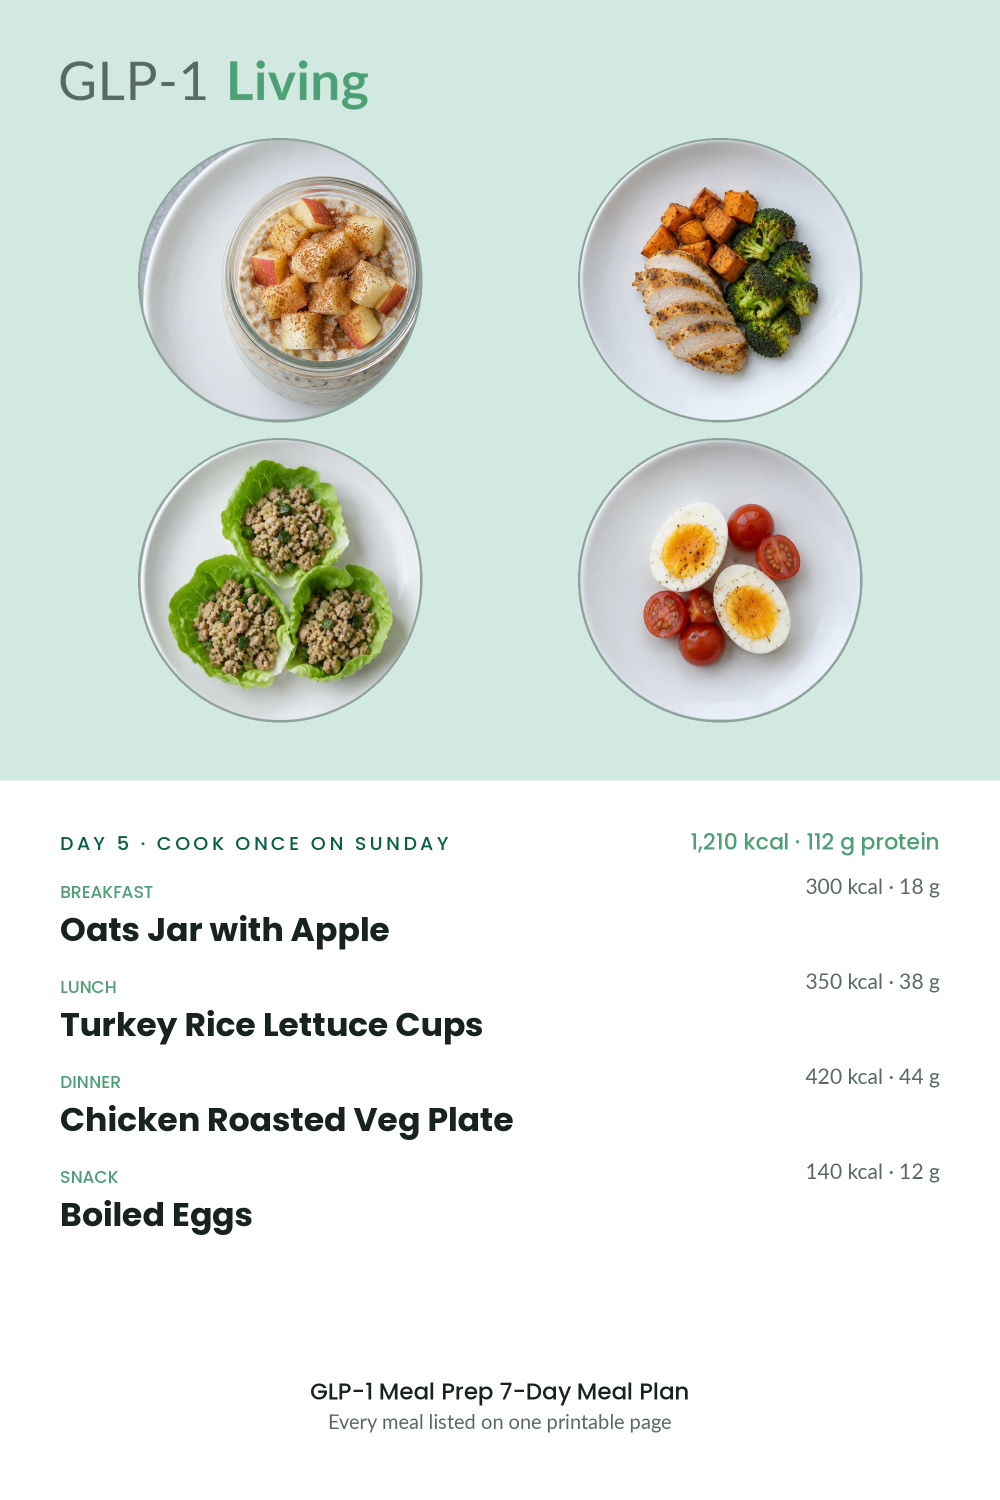 GLP-1 Living
DAY 5 · COOK ONCE ON SUNDAY
1,210 kcal · 112 g protein
BREAKFAST
300 kcal · 18 g
Oats Jar with Apple
LUNCH
350 kcal · 38 g
Turkey Rice Lettuce Cups
DINNER
420 kcal · 44 g
Chicken Roasted Veg Plate
SNACK
140 kcal · 12 g
Boiled Eggs
GLP-1 Meal Prep 7-Day Meal Plan
Every meal listed on one printable page